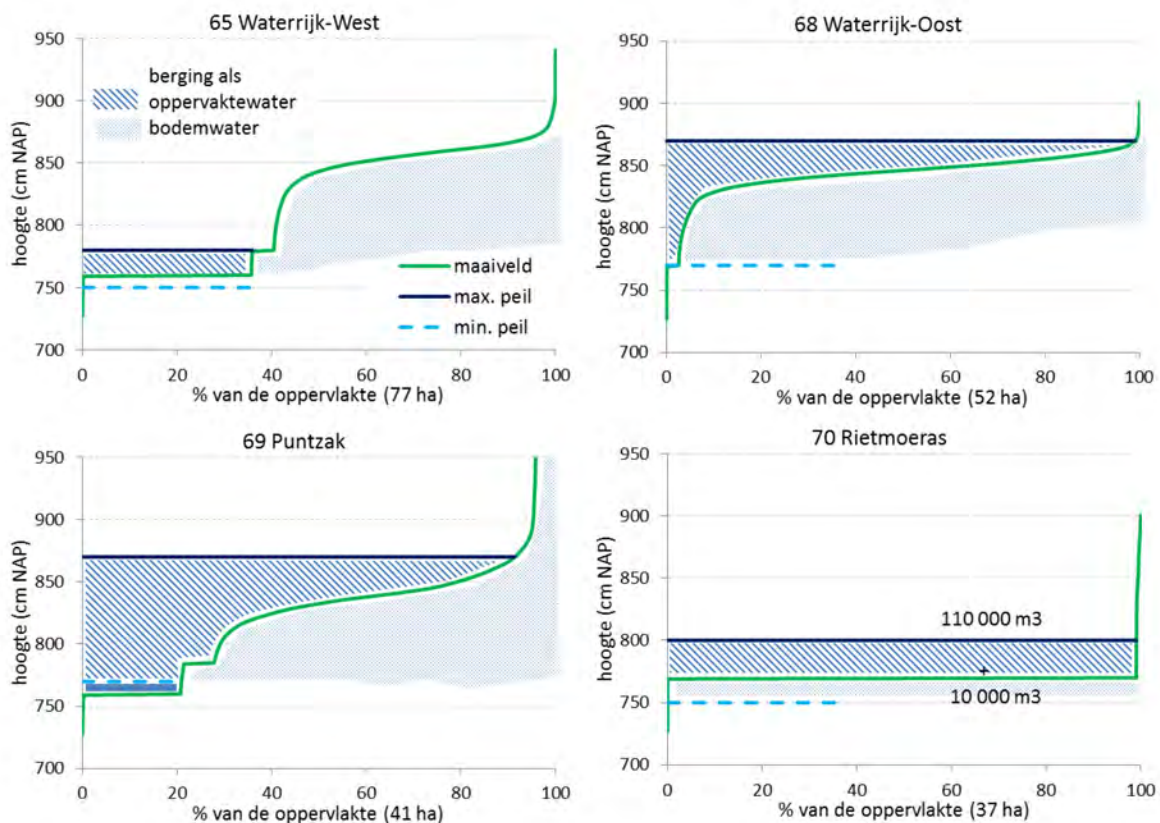 65 Waterrijk-West
950
900
850
800
750
700
hoogte (cm NAP)
berging als
oppervaktewater
bodemwater
maaiveld
max. peil
min. peil
0 20 40 60 80 100
% van de oppervlakte (77 ha)
68 Waterrijk-Oost
950
900
850
800
750
700
hoogte (cm NAP)
0 20 40 60 80 100
% van de oppervlakte (52 ha)
69 Puntzak
950
900
850
800
750
700
hoogte (cm NAP)
0 20 40 60 80 100
% van de oppervlakte (41 ha)
70 Rietmoeras
950
900
850
800
750
700
hoogte (cm NAP)
110 000 m3
+
10 000 m3
0 20 40 60 80 100
% van de oppervlakte (37 ha)